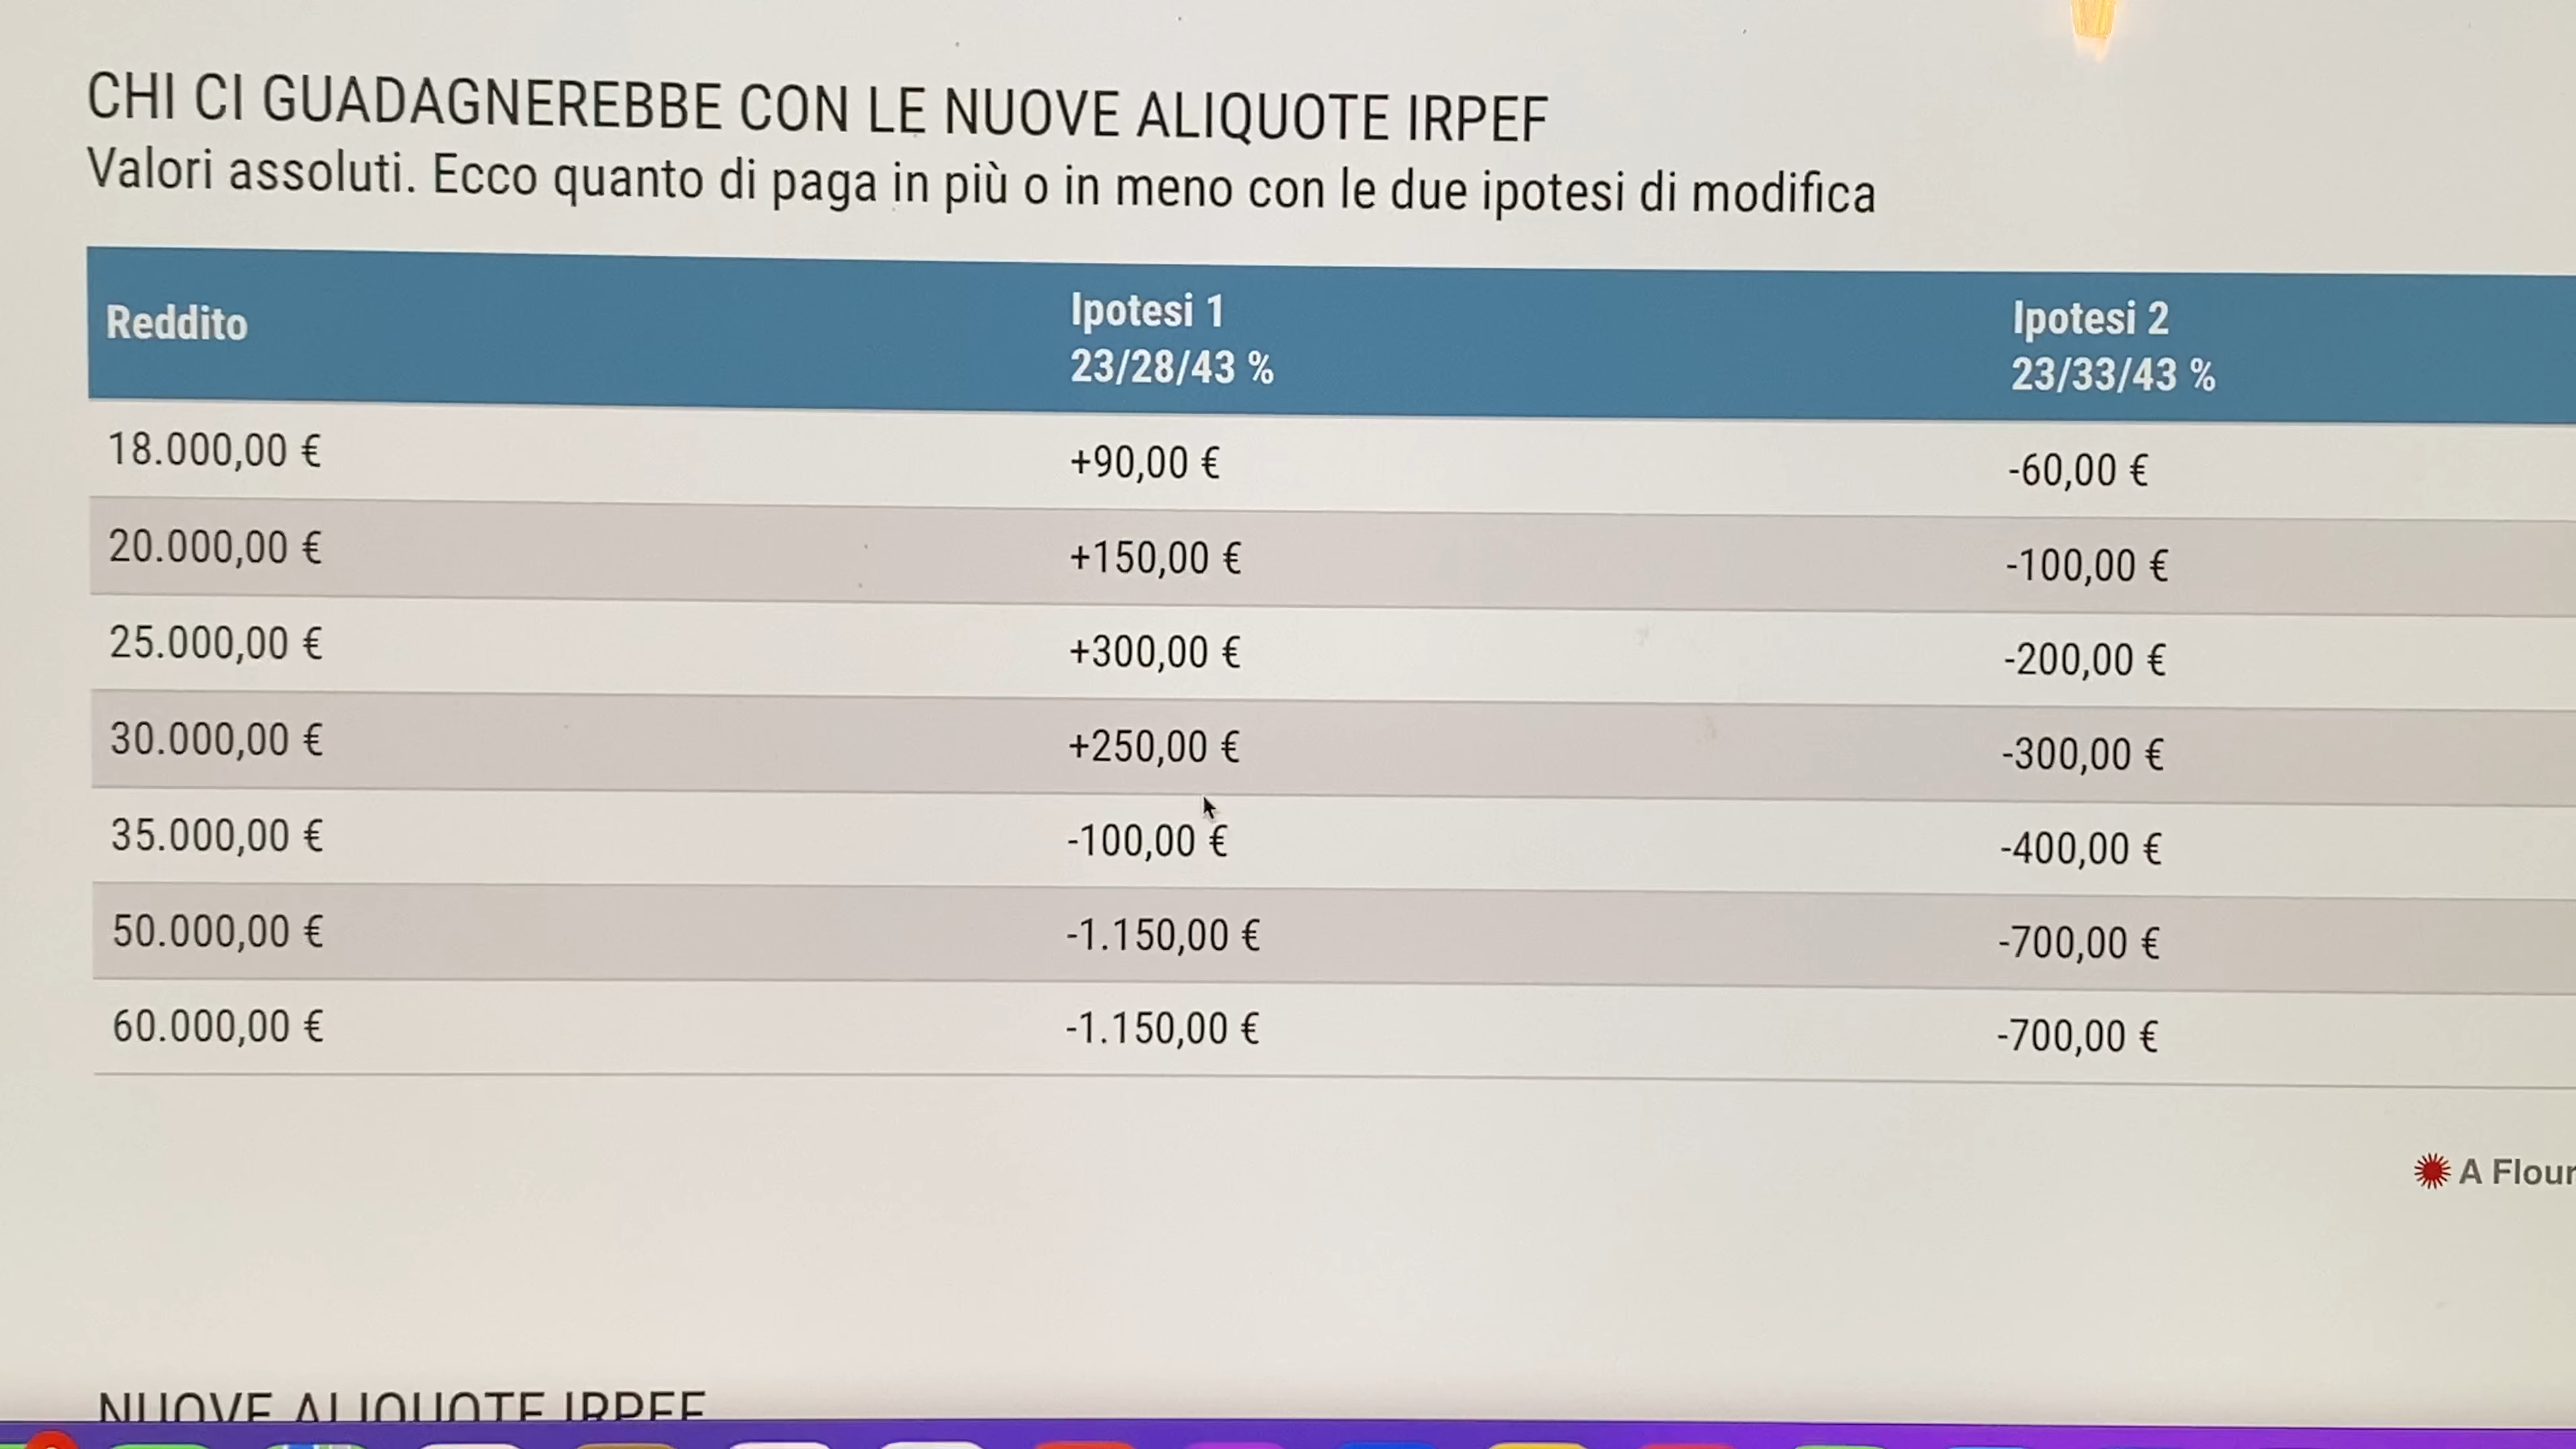 CHI CI GUADAGNEREBBE CON LE NUOVE ALIQUOTE IRPEF
Valori assoluti. Ecco quanto di paga in più o in meno con le due ipotesi di modifica
Reddito Ipotesi 1 23/28/43 % Ipotesi 2 23/33/43 %
18.000,00 € +90,00 € -60,00 €
20.000,00 € +150,00 € -100,00 €
25.000,00 € +300,00 € -200,00 €
30.000,00 € +250,00 € -300,00 €
35.000,00 € -100,00 € -400,00 €
50.000,00 € -1.150,00 € -700,00 €
60.000,00 € -1.150,00 € -700,00 €
A Flour
NUOVE ALIQUOTE IRPEF